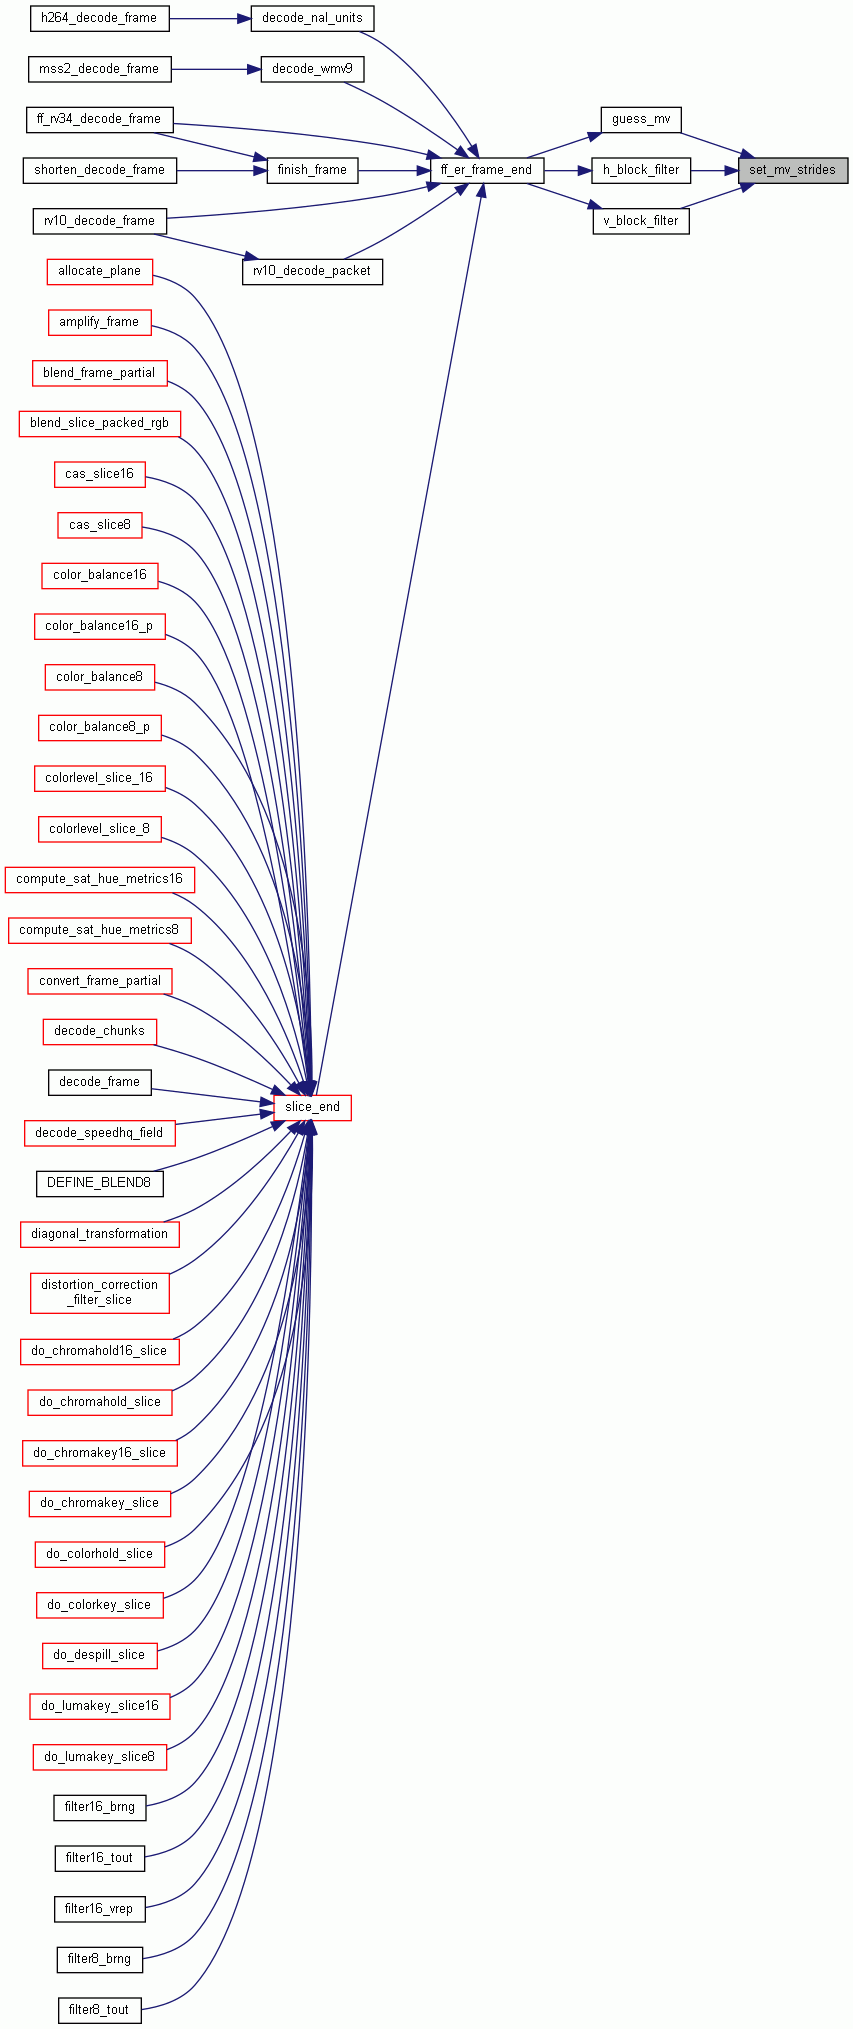 h264_decode_frame
decode_nal_units
mss2_decode_frame
decode_wmv9
ff_rv34_decode_frame
guess_mv
shorten_decode_frame
finish_frame
ff_er_frame_end
h_block_filter
set_mv_strides
rv10_decode_frame
v_block_filter
allocate_plane
rv10_decode_packet
amplify_frame
blend_frame_partial
blend_slice_packed_rgb
cas_slice16
cas_slice8
color_balance16
color_balance16_p
color_balance8
color_balance8_p
colorlevel_slice_16
colorlevel_slice_8
compute_sat_hue_metrics16
compute_sat_hue_metrics8
convert_frame_partial
decode_chunks
decode_frame
slice_end
decode_speedhq_field
DEFINE_BLEND8
diagonal_transformation
distortion_correction
_filter_slice
do_chromahold16_slice
do_chromahold_slice
do_chromakey16_slice
do_chromakey_slice
do_colorhold_slice
do_colorkey_slice
do_despill_slice
do_lumakey_slice16
do_lumakey_slice8
filter16_brng
filter16_tout
filter16_vrep
filter8_brng
filter8_tout